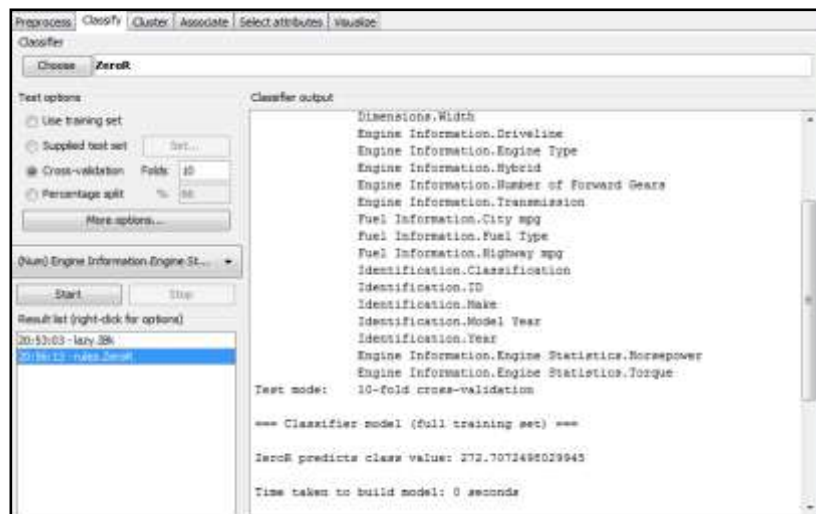 Preprocess Classify Cluster Associate Select attributes Visualize
Classifier
Choose ZeroR
Test options
Use training set
Supplied test set Set...
Cross-validation Folds 10
Percentage split % 66
More options...
(Num) Engine Information.Engine St...
Start Stop
Result list (right-click for options)
20:53:03 - lazy.IBk
20:56:13 - rules.ZeroR
Classifier output
Dimensions.Width
Engine Information.Driveline
Engine Information.Engine Type
Engine Information.Hybrid
Engine Information.Number of Forward Gears
Engine Information.Transmission
Fuel Information.City mpg
Fuel Information.Fuel Type
Fuel Information.Highway mpg
Identification.Classification
Identification.ID
Identification.Make
Identification.Model Year
Identification.Year
Engine Information.Engine Statistics.Horsepower
Engine Information.Engine Statistics.Torque
Test mode: 10-fold cross-validation
=== Classifier model (full training set) ===
ZeroR predicts class value: 272.7072498029945
Time taken to build model: 0 seconds